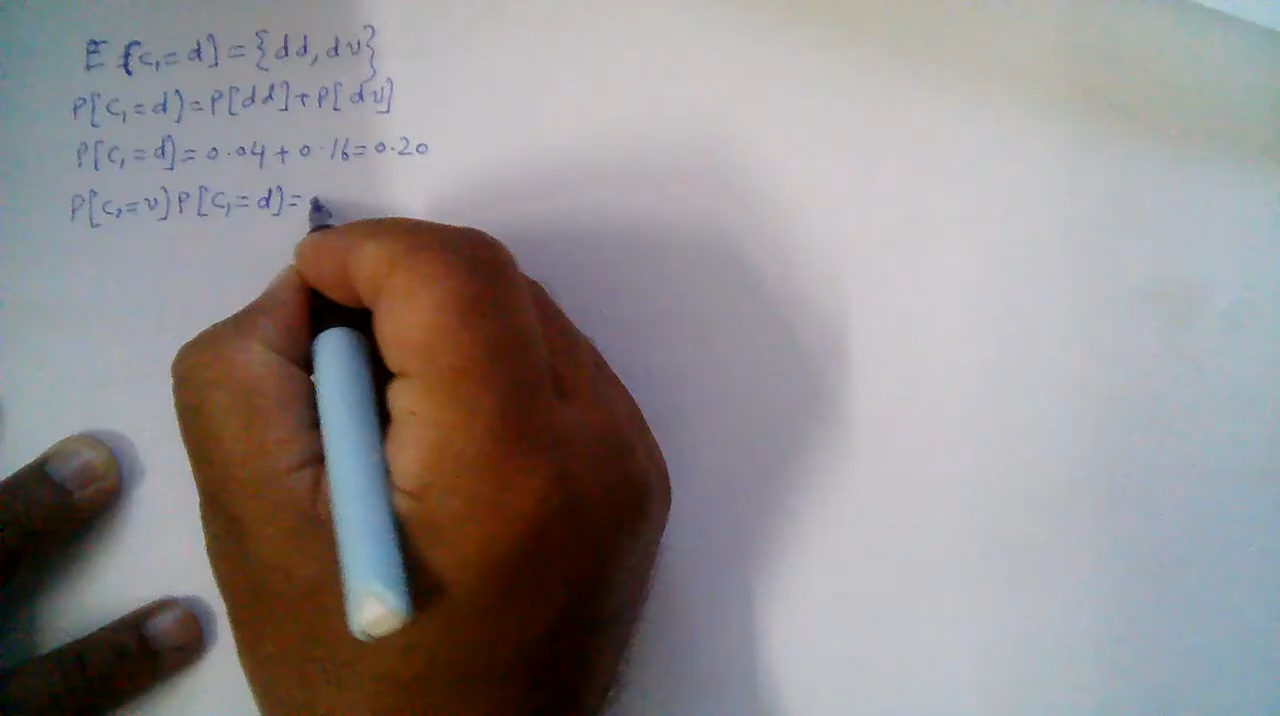 E [C₁=d] = {dd, dv}
P[C₁=d]=P[dd]+P[dv]
P[C₁=d]=0.04+0.16=0.20
P[C₂=v]P[C₁=d]=